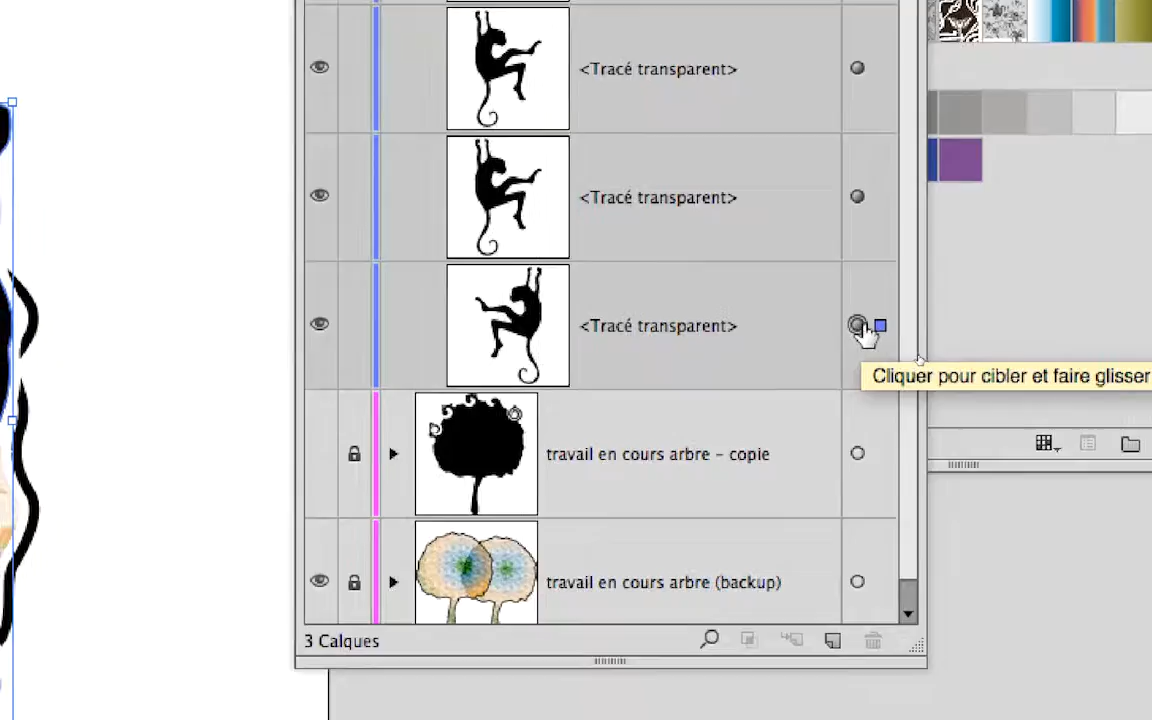 <Tracé transparent>
<Tracé transparent>
<Tracé transparent>
Cliquer pour cibler et faire glisser
travail en cours arbre – copie
travail en cours arbre (backup)
3 Calques